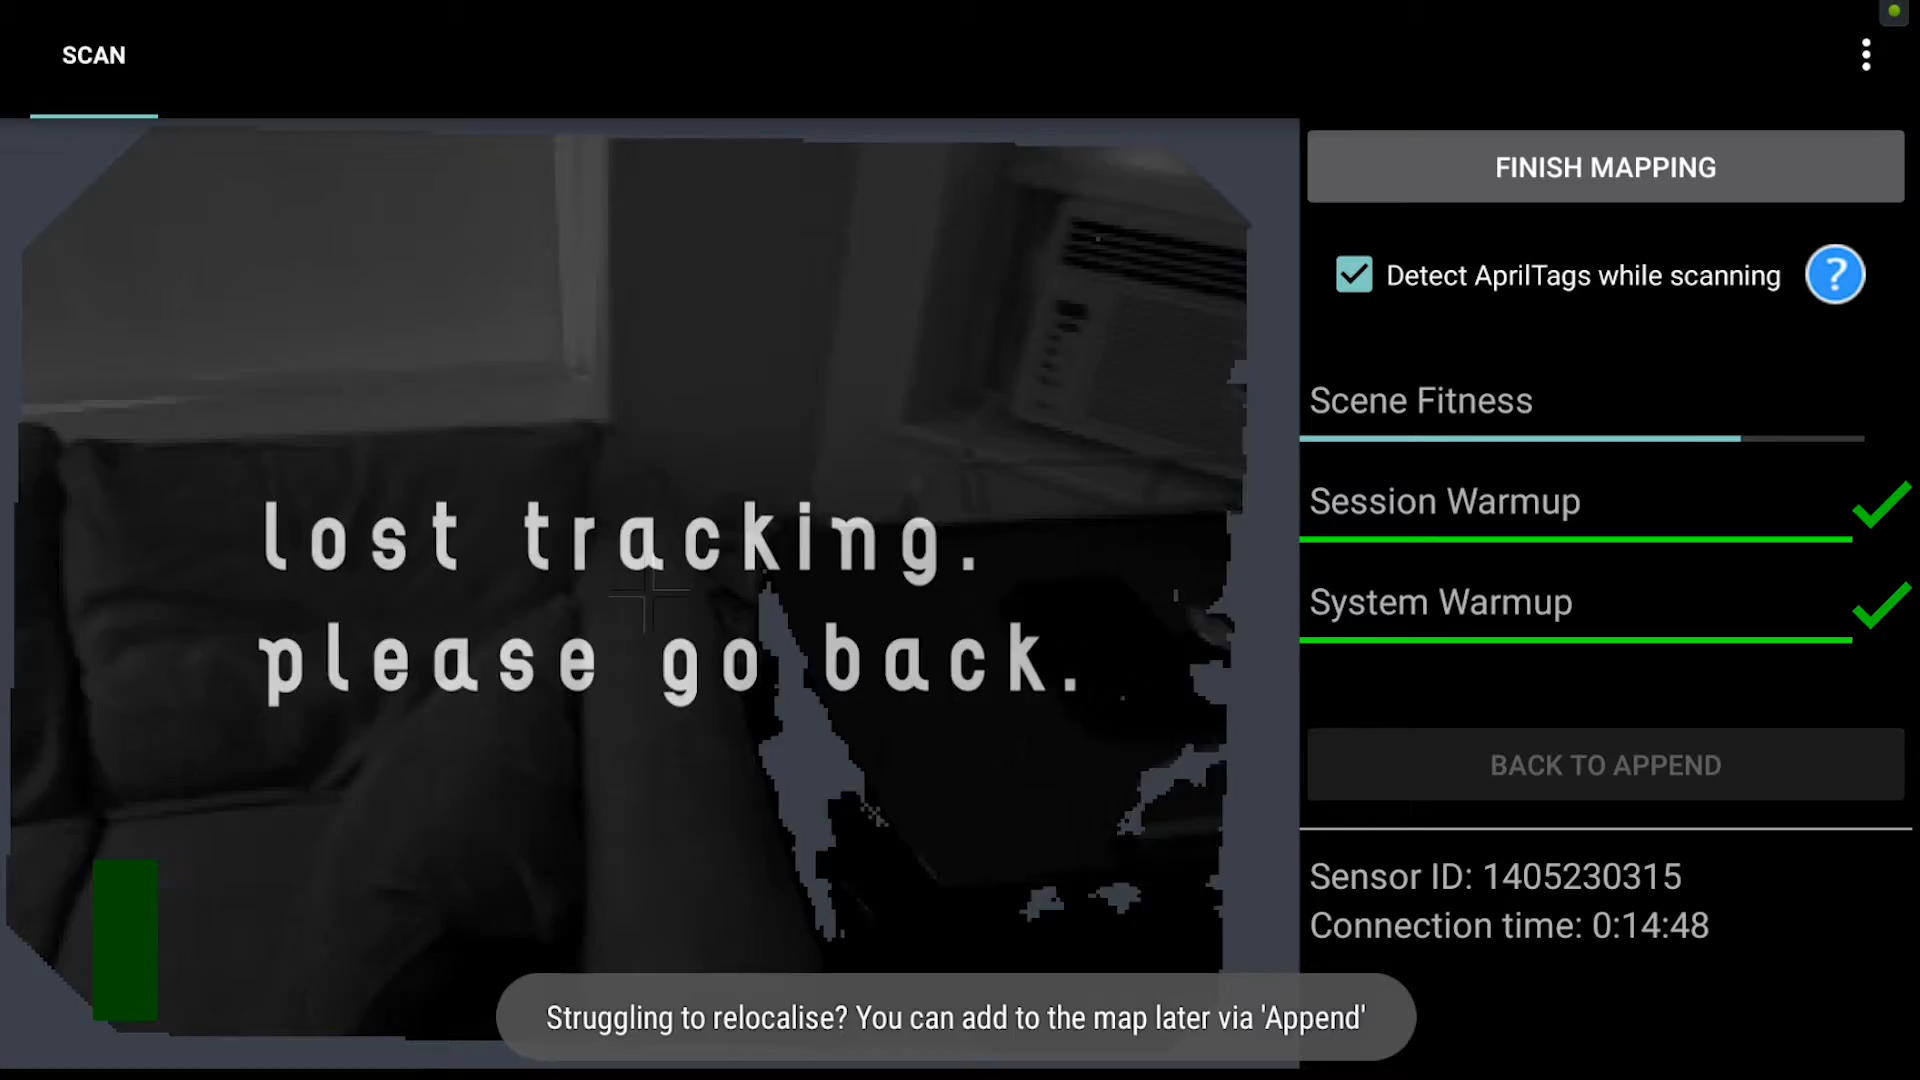 SCAN
FINISH MAPPING
Detect AprilTags while scanning
?
Scene Fitness
Session Warmup
System Warmup
lost tracking.
please go back.
BACK TO APPEND
Sensor ID: 1405230315
Connection time: 0:14:48
Struggling to relocalise? You can add to the map later via 'Append'